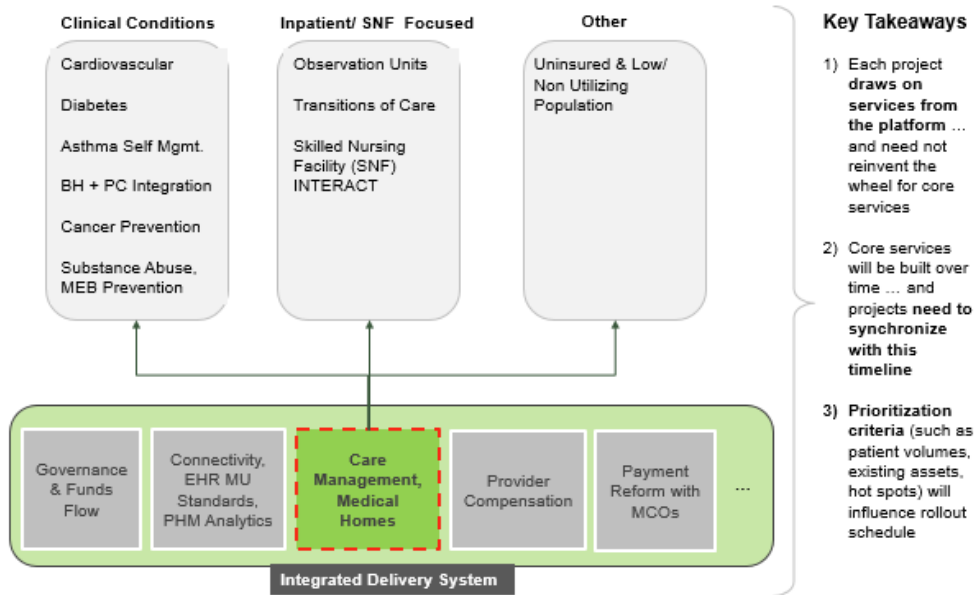 Clinical Conditions
Cardiovascular
Diabetes
Asthma Self Mgmt.
BH + PC Integration
Cancer Prevention
Substance Abuse,
MEB Prevention
Inpatient/ SNF Focused
Observation Units
Transitions of Care
Skilled Nursing
Facility (SNF)
INTERACT
Other
Uninsured & Low/
Non Utilizing
Population
Governance
& Funds
Flow
Connectivity,
EHR MU
Standards,
PHM Analytics
Care
Management,
Medical
Homes
Provider
Compensation
Payment
Reform with
MCOs
...
Integrated Delivery System
Key Takeaways
1) Each project
draws on
services from
the platform ...
and need not
reinvent the
wheel for core
services
2) Core services
will be built over
time ... and
projects need to
synchronize
with this
timeline
3) Prioritization
criteria (such as
patient volumes,
existing assets,
hot spots) will
influence rollout
schedule